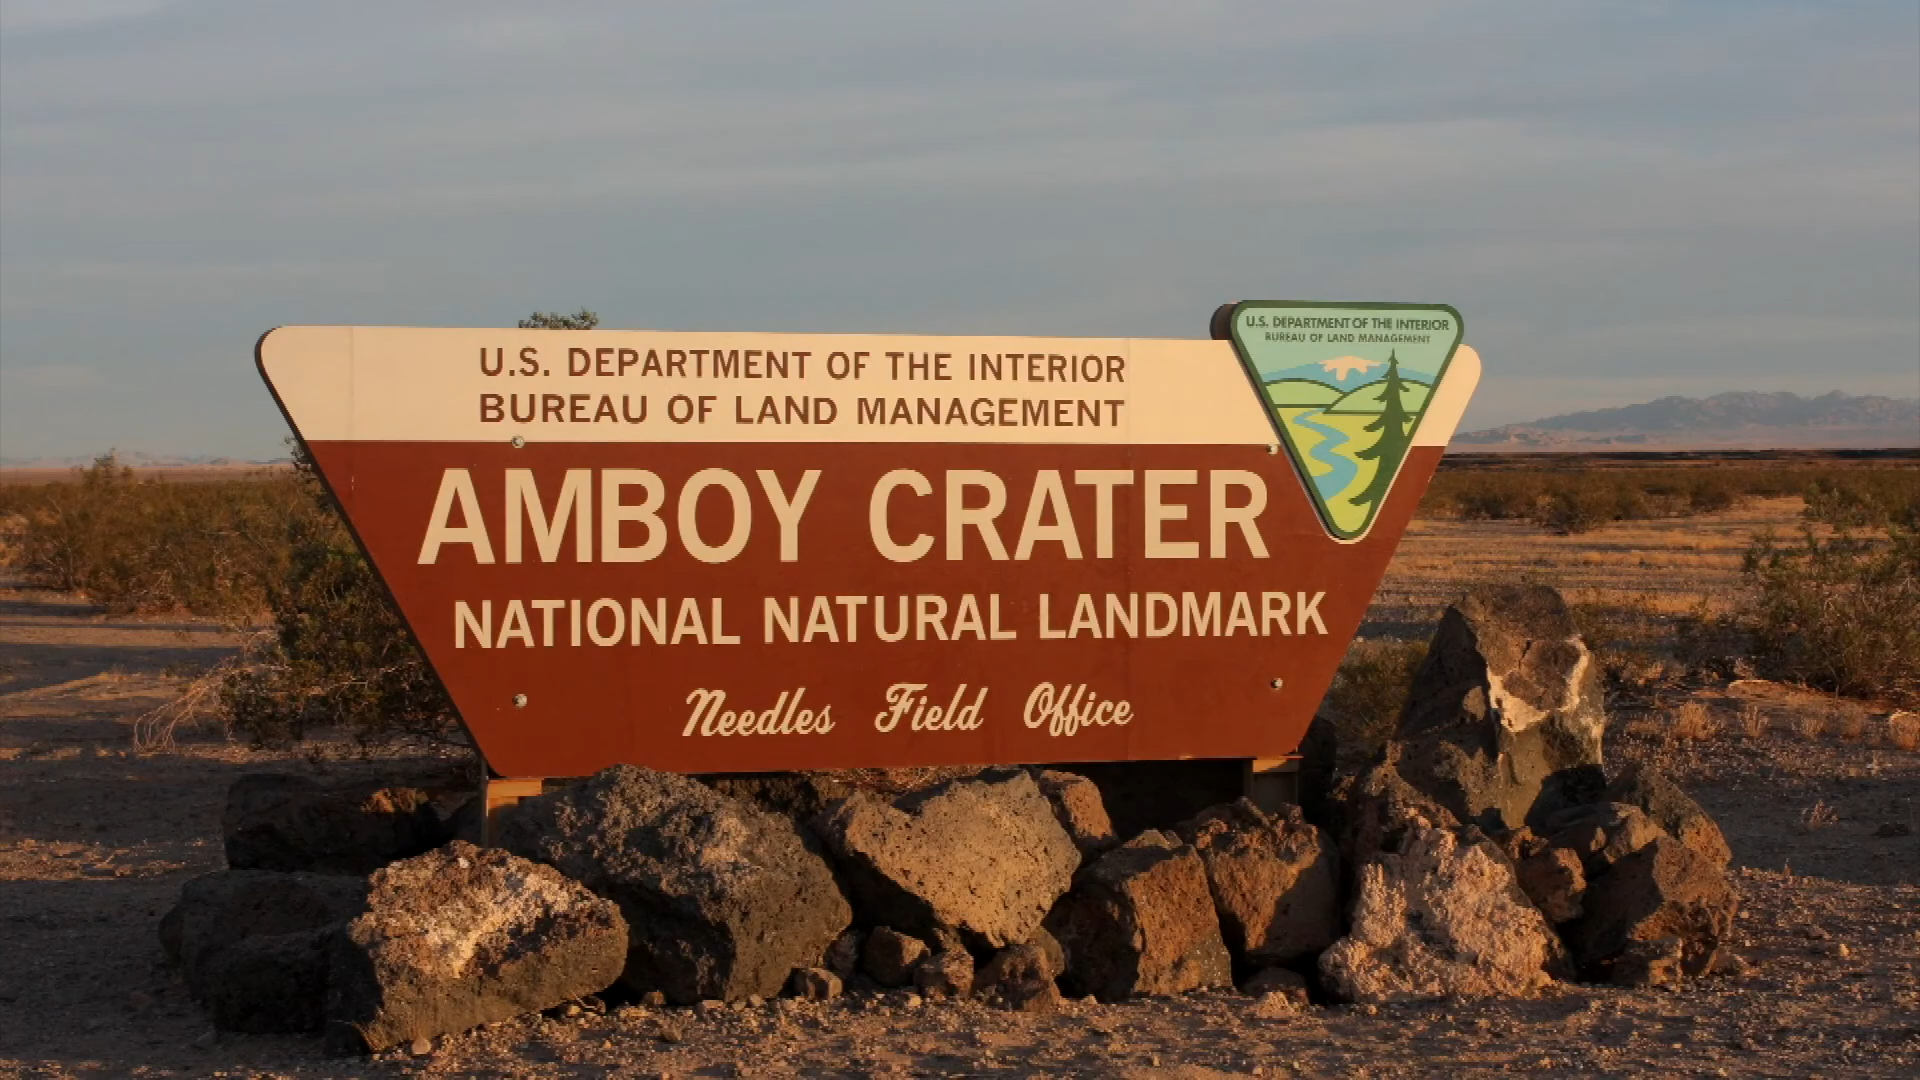 U.S. DEPARTMENT OF THE INTERIOR
BUREAU OF LAND MANAGEMENT
U.S. DEPARTMENT OF THE INTERIOR
BUREAU OF LAND MANAGEMENT
AMBOY CRATER
NATIONAL NATURAL LANDMARK
Needles Field Office